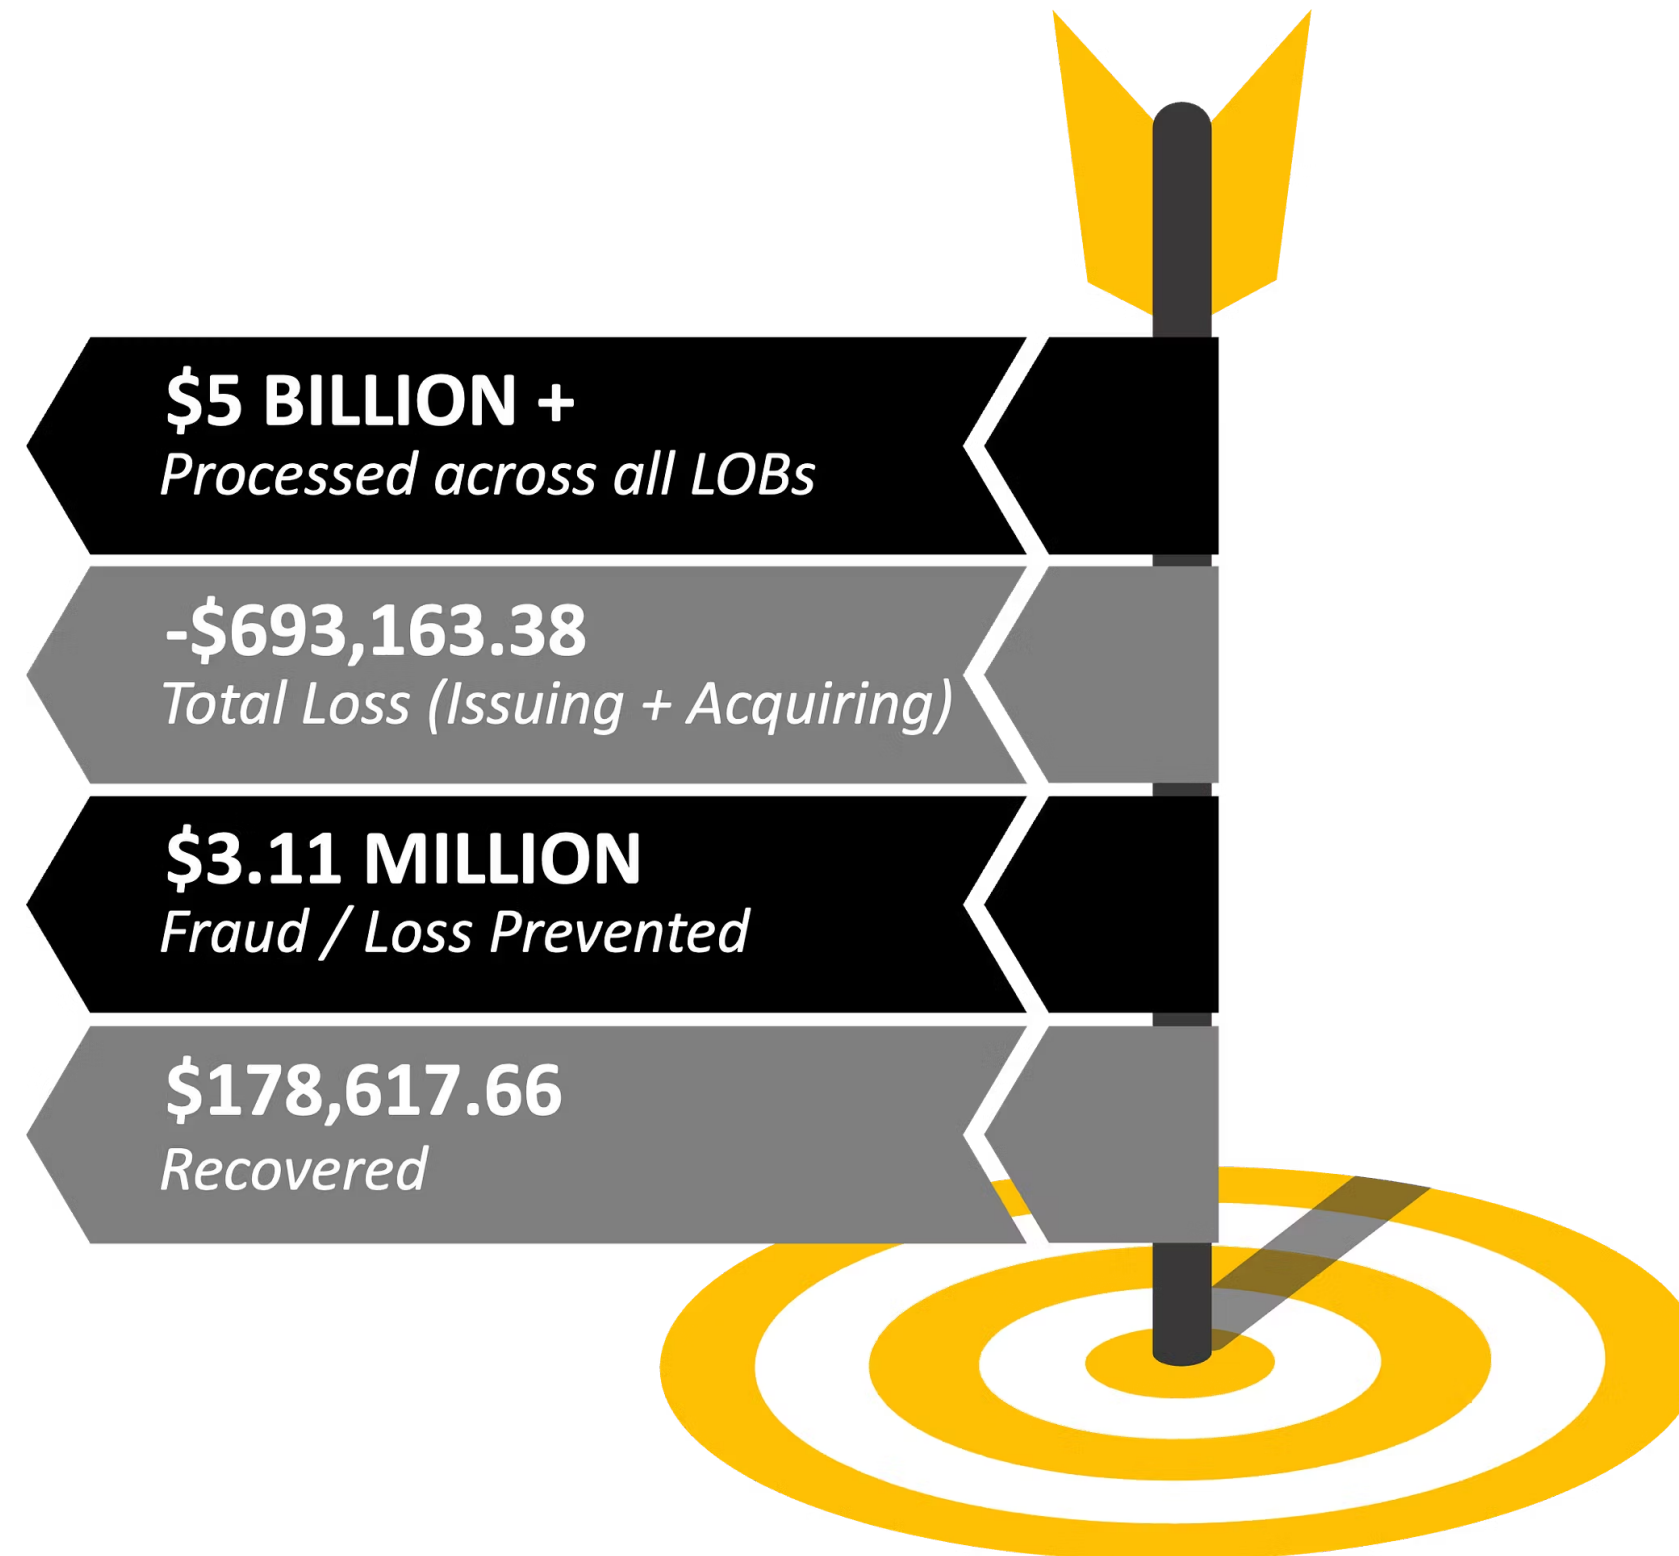 $5 BILLION +
Processed across all LOBs
-$693,163.38
Total Loss (Issuing + Acquiring)
$3.11 MILLION
Fraud / Loss Prevented
$178,617.66
Recovered